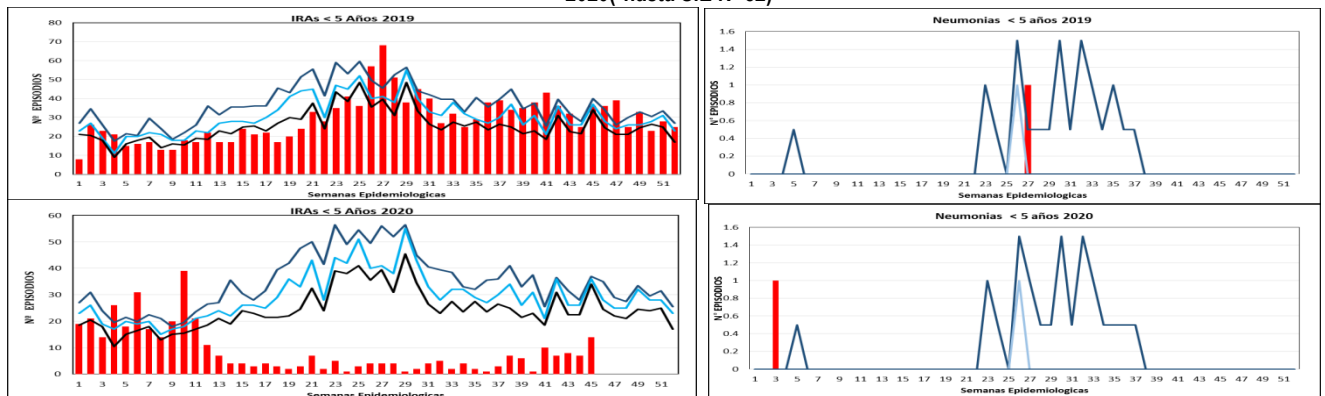 2020( hasta S.E N°
IRAs < 5 Años 2019
Nº EPISODIOS
80
70
60
50
40
30
20
10
0
1 3 5 7 9 11 13 15 17 19 21 23 25 27 29 31 33 35 37 39 41 43 45 47 49 51
Semanas Epidemiologicas
Neumonias < 5 años 2019
N° EPISODIOS
1.6
1.4
1.2
1
0.8
0.6
0.4
0.2
0
1 3 5 7 9 11 13 15 17 19 21 23 25 27 29 31 33 35 37 39 41 43 45 47 49 51
Semanas Epidemiologicas
IRAs < 5 Años 2020
Nº EPISODIOS
60
50
40
30
20
10
0
1 3 5 7 9 11 13 15 17 19 21 23 25 27 29 31 33 35 37 39 41 43 45 47 49 51
Semanas Epidemiologicas
Neumonias < 5 años 2020
N° EPISODIOS
1.6
1.4
1.2
1
0.8
0.6
0.4
0.2
0
1 3 5 7 9 11 13 15 17 19 21 23 25 27 29 31 33 35 37 39 41 43 45 47 49 51
Semanas Epidemiologicas